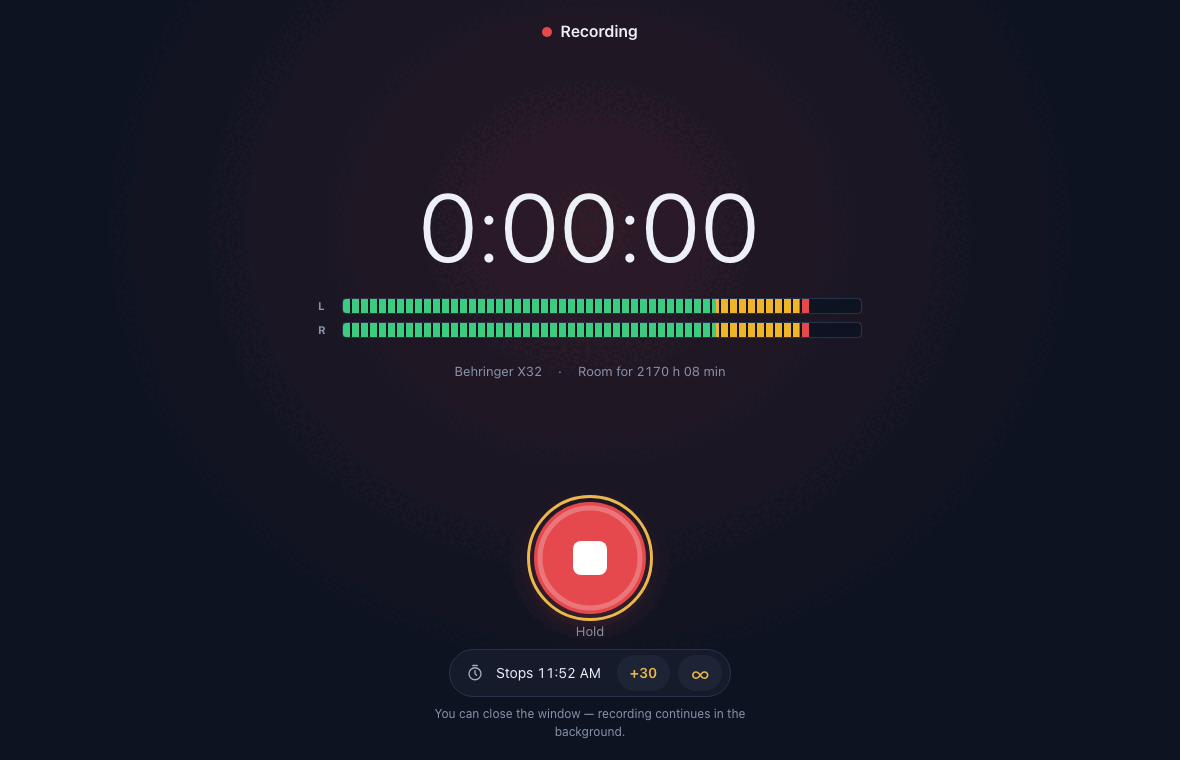 Recording
0:00:00
L
R
Behringer X32 · Room for 2170 h 08 min
Hold
Stops 11:52 AM +30 ∞
You can close the window — recording continues in the
background.